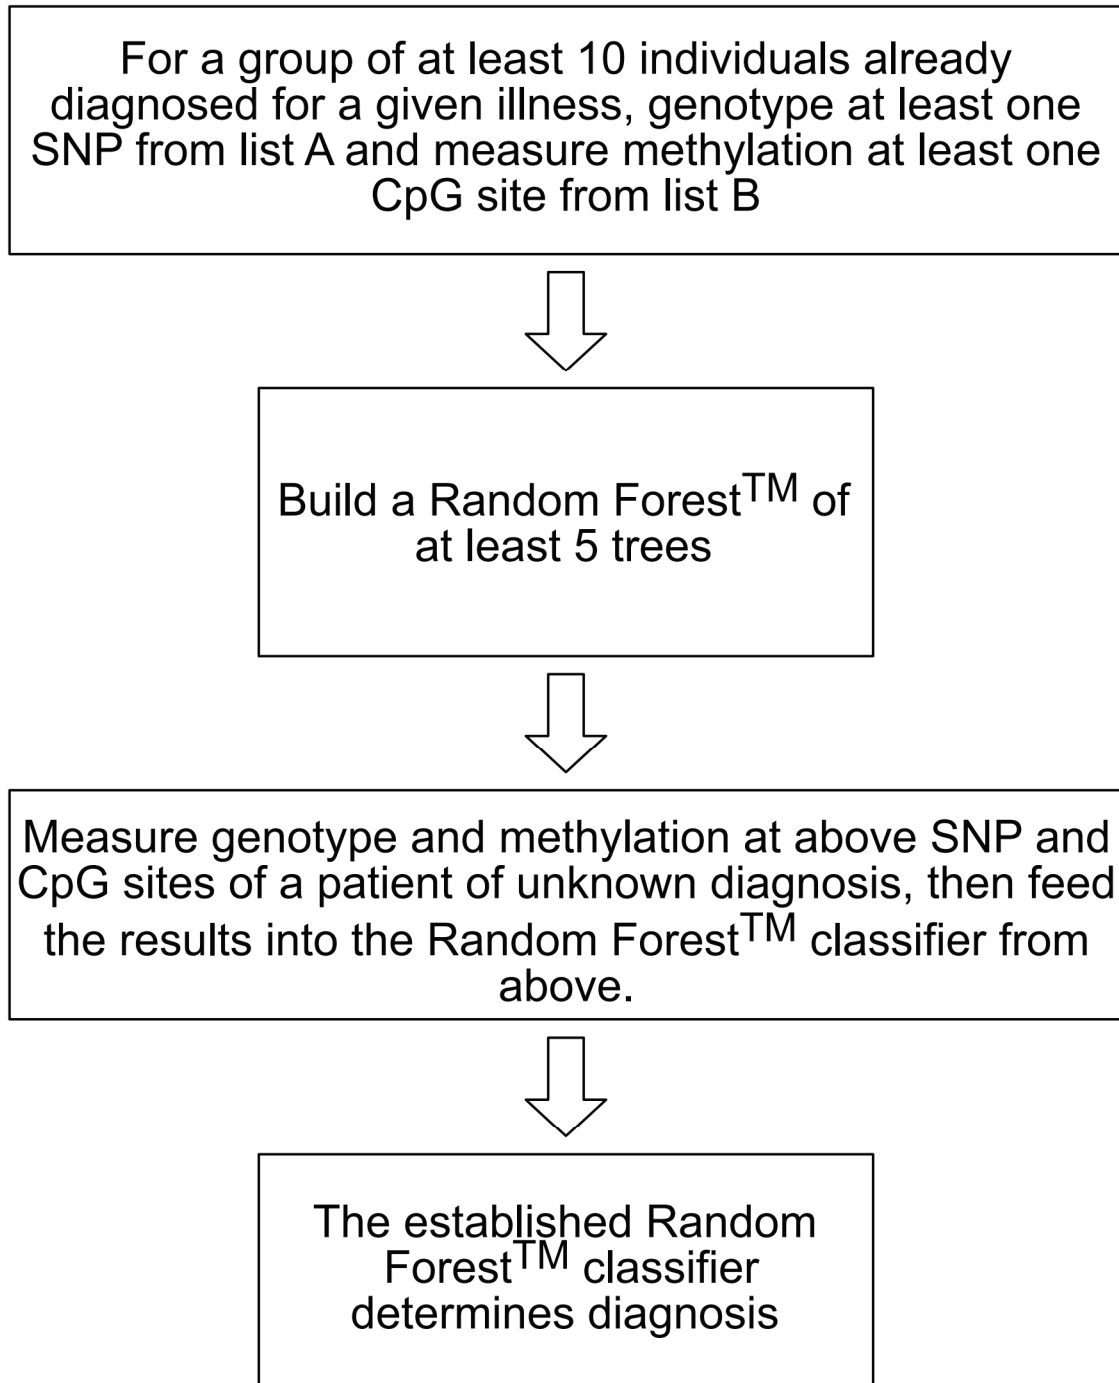 For a group of at least 10 individuals already
diagnosed for a given illness, genotype at least one
SNP from list A and measure methylation at least one
CpG site from list B
Build a Random Forest™ of
at least 5 trees
Measure genotype and methylation at above SNP and
CpG sites of a patient of unknown diagnosis, then feed
the results into the Random Forest™ classifier from
above.
The established Random
Forest™ classifier
determines diagnosis